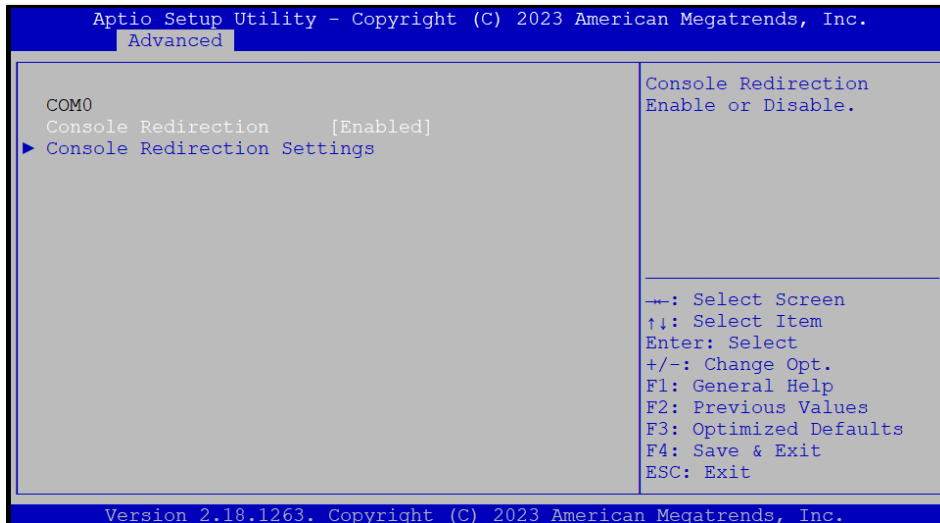 Aptio Setup Utility - Copyright (C) 2023 American Megatrends, Inc.
Advanced
COM0
Console Redirection [Enabled]
▶ Console Redirection Settings
Console Redirection
Enable or Disable.
→←: Select Screen
↑↓: Select Item
Enter: Select
+/-: Change Opt.
F1: General Help
F2: Previous Values
F3: Optimized Defaults
F4: Save & Exit
ESC: Exit
Version 2.18.1263. Copyright (C) 2023 American Megatrends, Inc.